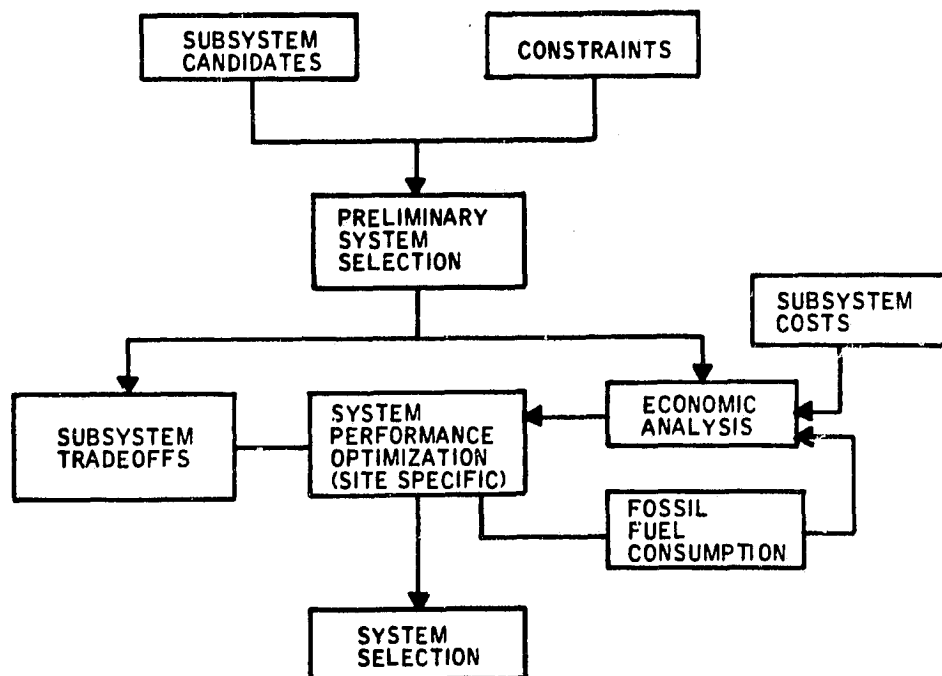 SUBSYSTEM
CANDIDATES
CONSTRAINTS
PRELIMINARY
SYSTEM
SELECTION
SUBSYSTEM
COSTS
SUBSYSTEM
TRADEOFFS
SYSTEM
PERFORMANCE
OPTIMIZATION
(SITE SPECIFIC)
ECONOMIC
ANALYSIS
FOSSIL
FUEL
CONSUMPTION
SYSTEM
SELECTION